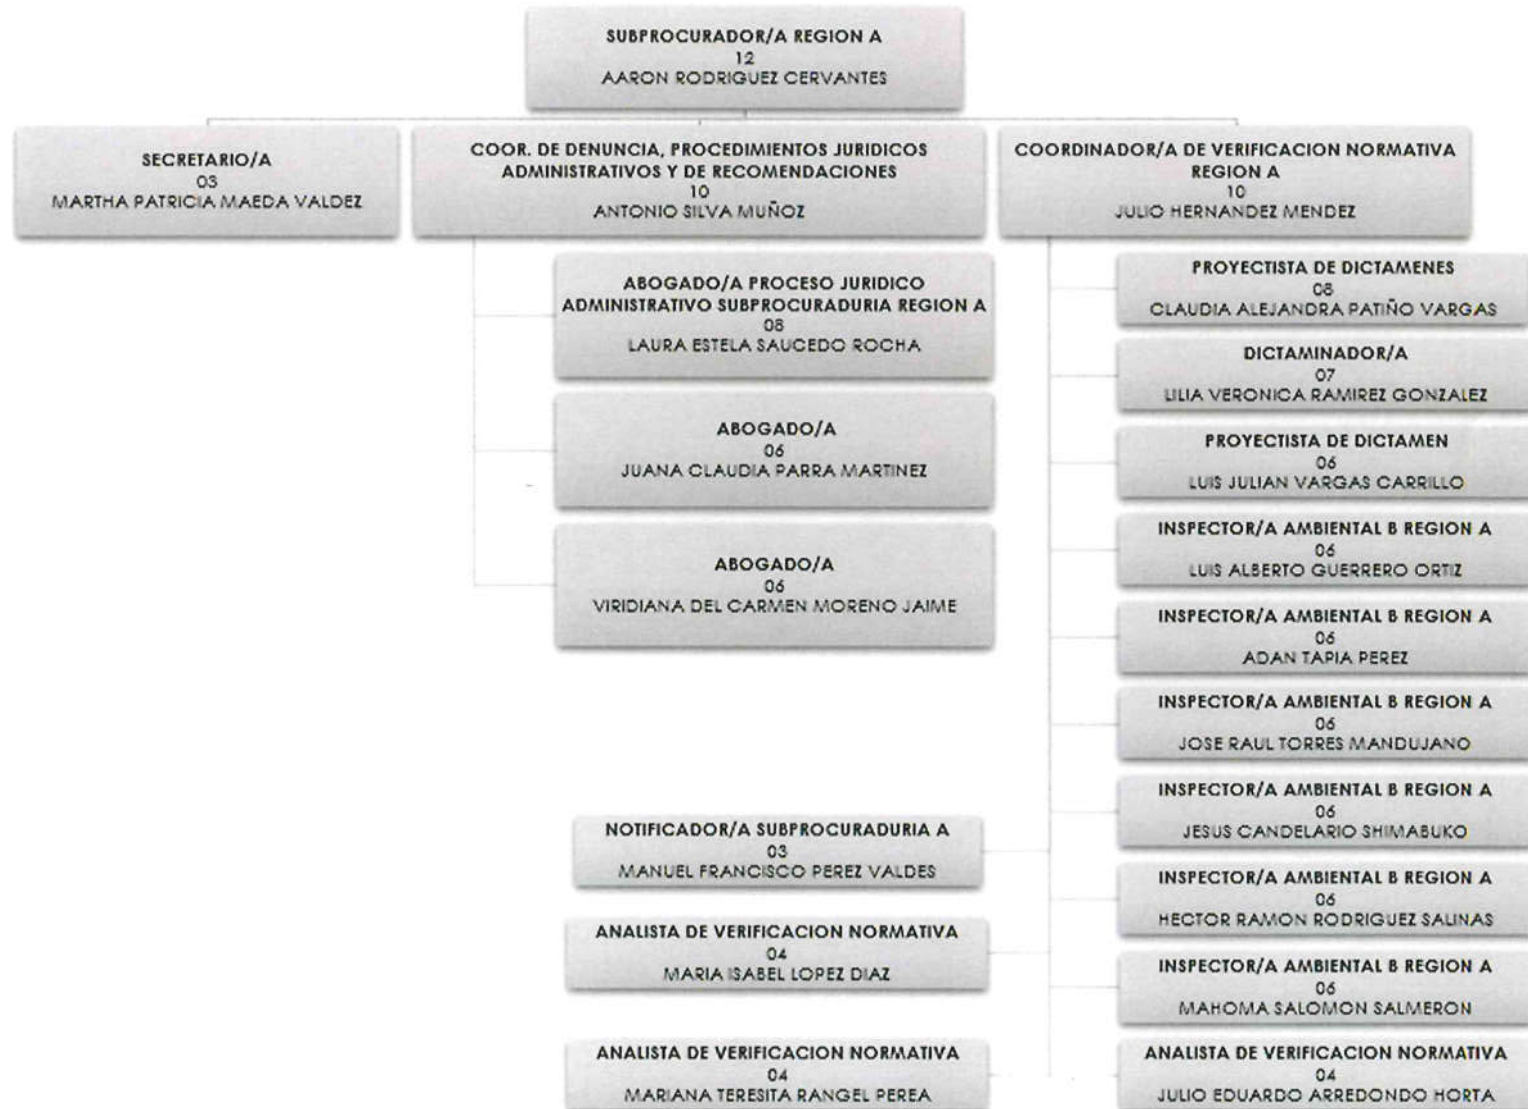 SUBPROCURADOR/A REGION A
12
AARON RODRIGUEZ CERVANTES
SECRETARIO/A
03
MARTHA PATRICIA MAEDA VALDEZ
COOR. DE DENUNCIA, PROCEDIMIENTOS JURIDICOS
ADMINISTRATIVOS Y DE RECOMENDACIONES
10
ANTONIO SILVA MUÑOZ
COORDINADOR/A DE VERIFICACION NORMATIVA
REGION A
10
JULIO HERNANDEZ MENDEZ
ABOGADO/A PROCESO JURIDICO
ADMINISTRATIVO SUBPROCURADURIA REGION A
08
LAURA ESTELA SAUCEDO ROCHA
ABOGADO/A
06
JUANA CLAUDIA PARRA MARTINEZ
ABOGADO/A
06
VIRIDIANA DEL CARMEN MORENO JAIME
PROYECTISTA DE DICTAMENES
08
CLAUDIA ALEJANDRA PATIÑO VARGAS
DICTAMINADOR/A
07
LILIA VERONICA RAMIREZ GONZALEZ
PROYECTISTA DE DICTAMEN
06
LUIS JULIAN VARGAS CARRILLO
INSPECTOR/A AMBIENTAL B REGION A
06
LUIS ALBERTO GUERRERO ORTIZ
INSPECTOR/A AMBIENTAL B REGION A
06
ADAN TAPIA PEREZ
INSPECTOR/A AMBIENTAL B REGION A
06
JOSE RAUL TORRES MANDUJANO
INSPECTOR/A AMBIENTAL B REGION A
06
JESUS CANDELARIO SHIMABUKO
INSPECTOR/A AMBIENTAL B REGION A
06
HECTOR RAMON RODRIGUEZ SALINAS
INSPECTOR/A AMBIENTAL B REGION A
06
MAHOMA SALOMON SALMERON
NOTIFICADOR/A SUBPROCURADURIA A
03
MANUEL FRANCISCO PEREZ VALDES
ANALISTA DE VERIFICACION NORMATIVA
04
MARIA ISABEL LOPEZ DIAZ
ANALISTA DE VERIFICACION NORMATIVA
04
MARIANA TERESITA RANGEL PEREA
ANALISTA DE VERIFICACION NORMATIVA
04
JULIO EDUARDO ARREDONDO HORTA